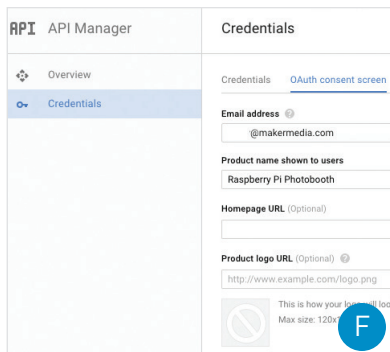 API API Manager
Overview
Credentials
Credentials
Credentials OAuth consent screen
Email address
@makermedia.com
Product name shown to users
Raspberry Pi Photobooth
Homepage URL (Optional)
Product logo URL (Optional)
http://www.example.com/logo.png
This is how your will
Max size:
F